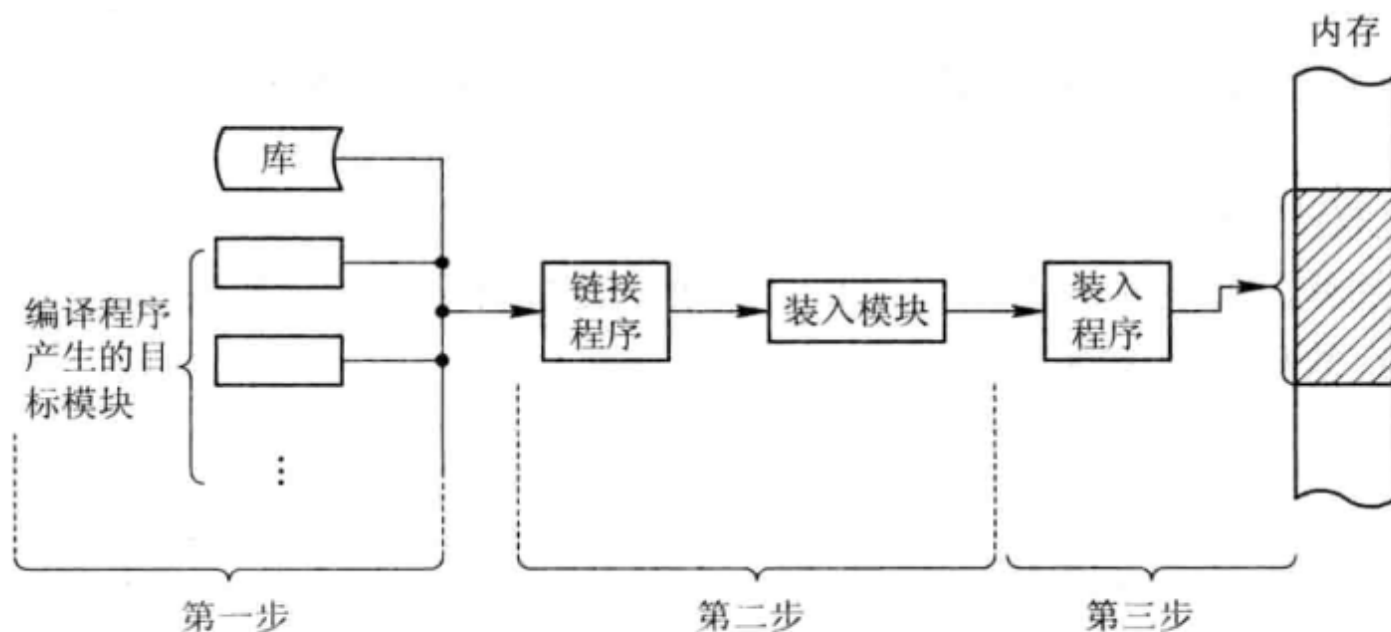 内存
库
编译程序
产生的目
标模块
⋮
链接
程序
装入模块
装入
程序
第一步
第二步
第三步